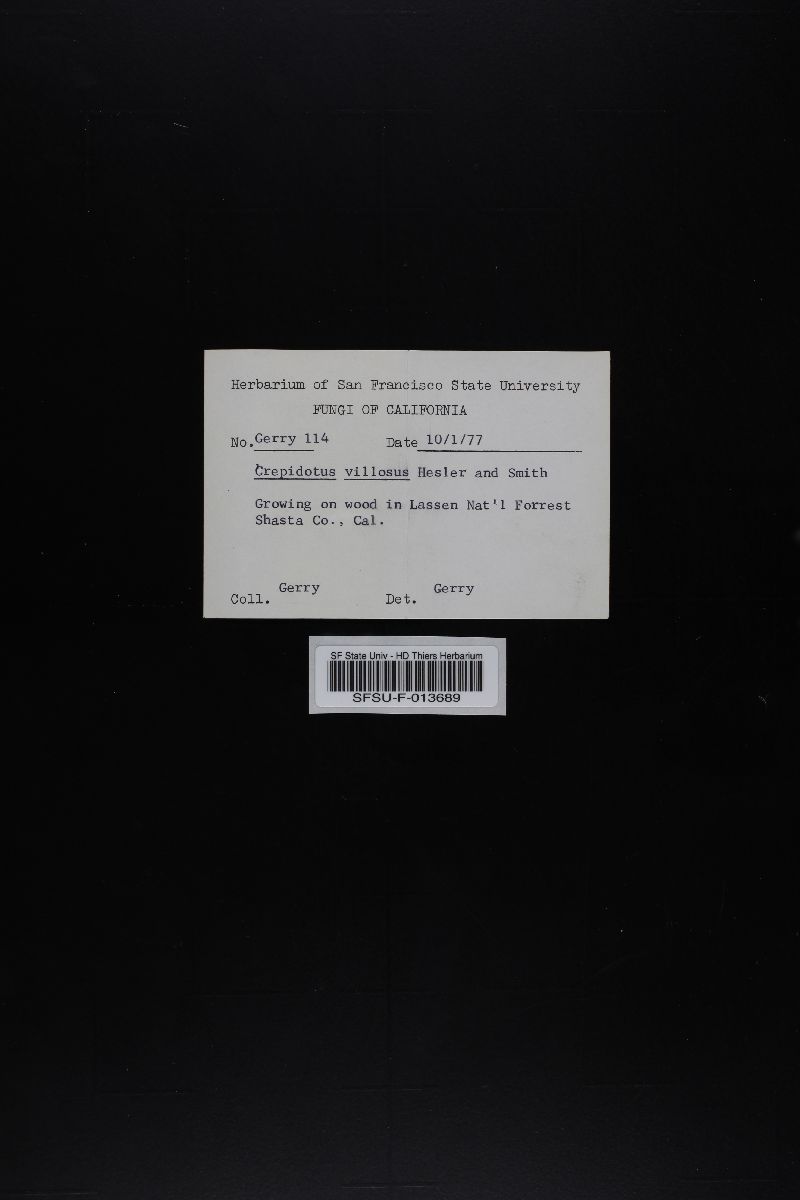 Herbarium of San Francisco State University
FUNGI OF CALIFORNIA
No. Gerry 114 Date 10/1/77
Crepidotus villosus Hesler and Smith
Growing on wood in Lassen Nat'l Forrest
Shasta Co., Cal.
Coll. Gerry Det. Gerry
SF State Univ - HD Thiers Herbarium
SFSU-F-013689